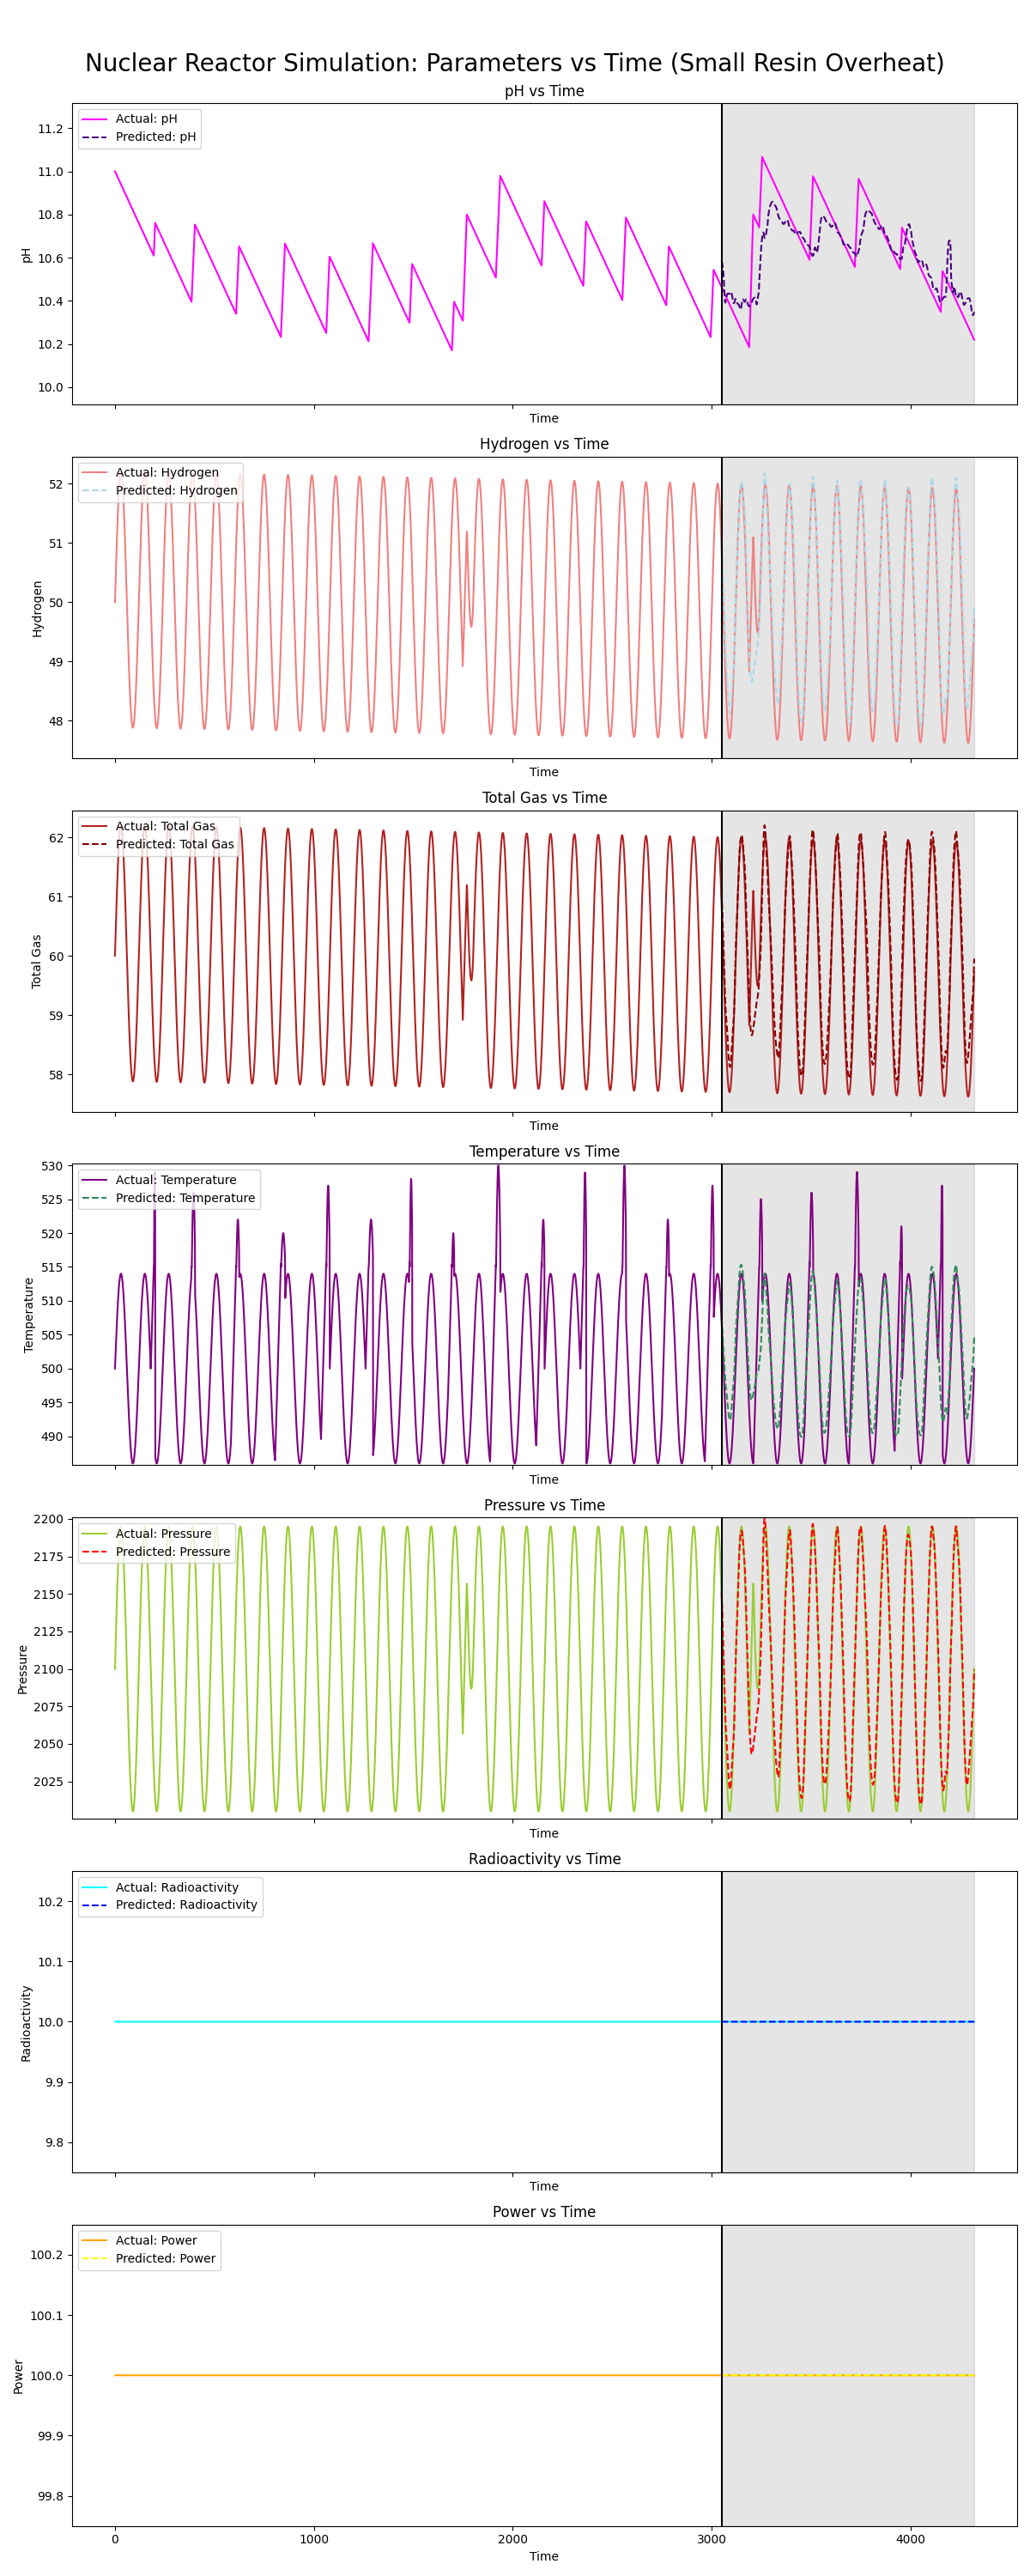 Nuclear Reactor Simulation: Parameters vs Time (Small Resin Overheat)
pH vs Time
Actual: pH
Predicted: pH
11.2
11.0
10.8
10.6
10.4
10.2
10.0
pH
Time
Hydrogen vs Time
Actual: Hydrogen
Predicted: Hydrogen
52
51
50
49
48
Hydrogen
Time
Total Gas vs Time
Actual: Total Gas
Predicted: Total Gas
62
61
60
59
58
Total Gas
Time
Temperature vs Time
Actual: Temperature
Predicted: Temperature
530
525
520
515
510
505
500
495
490
Temperature
Time
Pressure vs Time
Actual: Pressure
Predicted: Pressure
2200
2175
2150
2125
2100
2075
2050
2025
Pressure
Time
Radioactivity vs Time
Actual: Radioactivity
Predicted: Radioactivity
10.2
10.1
10.0
9.9
9.8
Radioactivity
Time
Power vs Time
Actual: Power
Predicted: Power
100.2
100.1
100.0
99.9
99.8
Power
0 1000 2000 3000 4000
Time